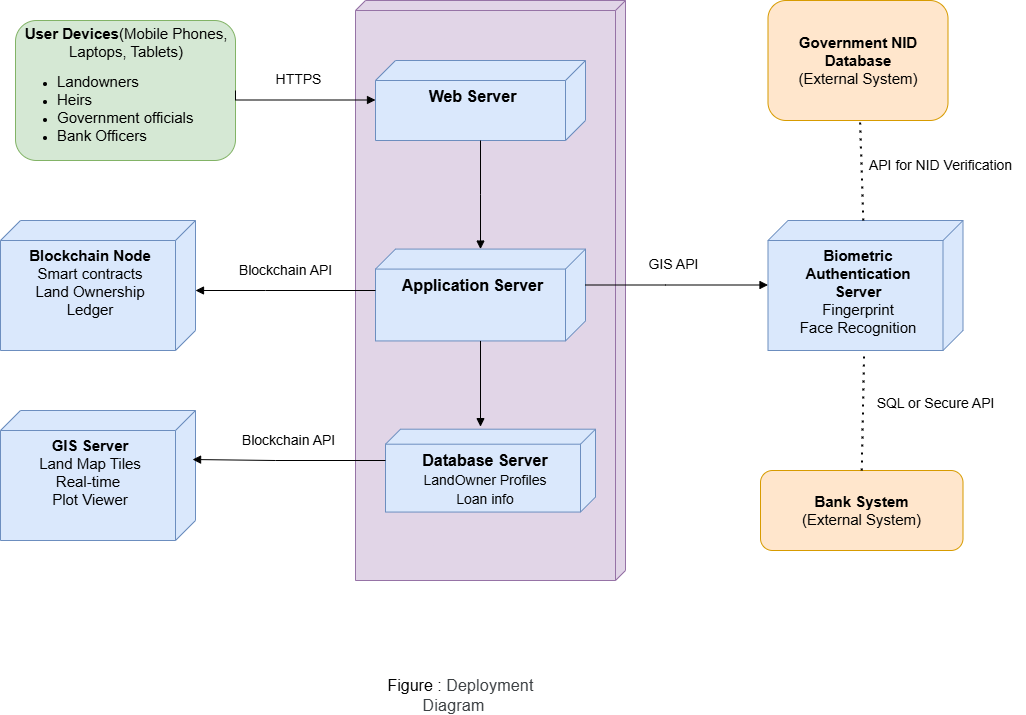 User Devices(Mobile Phones,
Laptops, Tablets)
• Landowners
• Heirs
• Government officials
• Bank Officers
HTTPS
Web Server
Government NID
Database
(External System)
API for NID Verification
Blockchain Node
Smart contracts
Land Ownership
Ledger
Blockchain API
Application Server
GIS API
Biometric
Authentication
Server
Fingerprint
Face Recognition
SQL or Secure API
GIS Server
Land Map Tiles
Real-time
Plot Viewer
Blockchain API
Database Server
LandOwner Profiles
Loan info
Bank System
(External System)
Figure : Deployment
Diagram